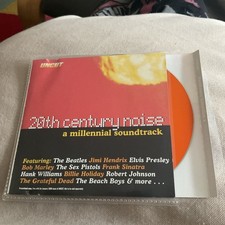 UNCUT
20th century noise
a millennial soundtrack
Featuring: The Beatles Jimi Hendrix Elvis Presley
Bob Marley The Sex Pistols Frank Sinatra
Hank Williams Billie Holiday Robert Johnson
The Grateful Dead The Beach Boys & more . . .